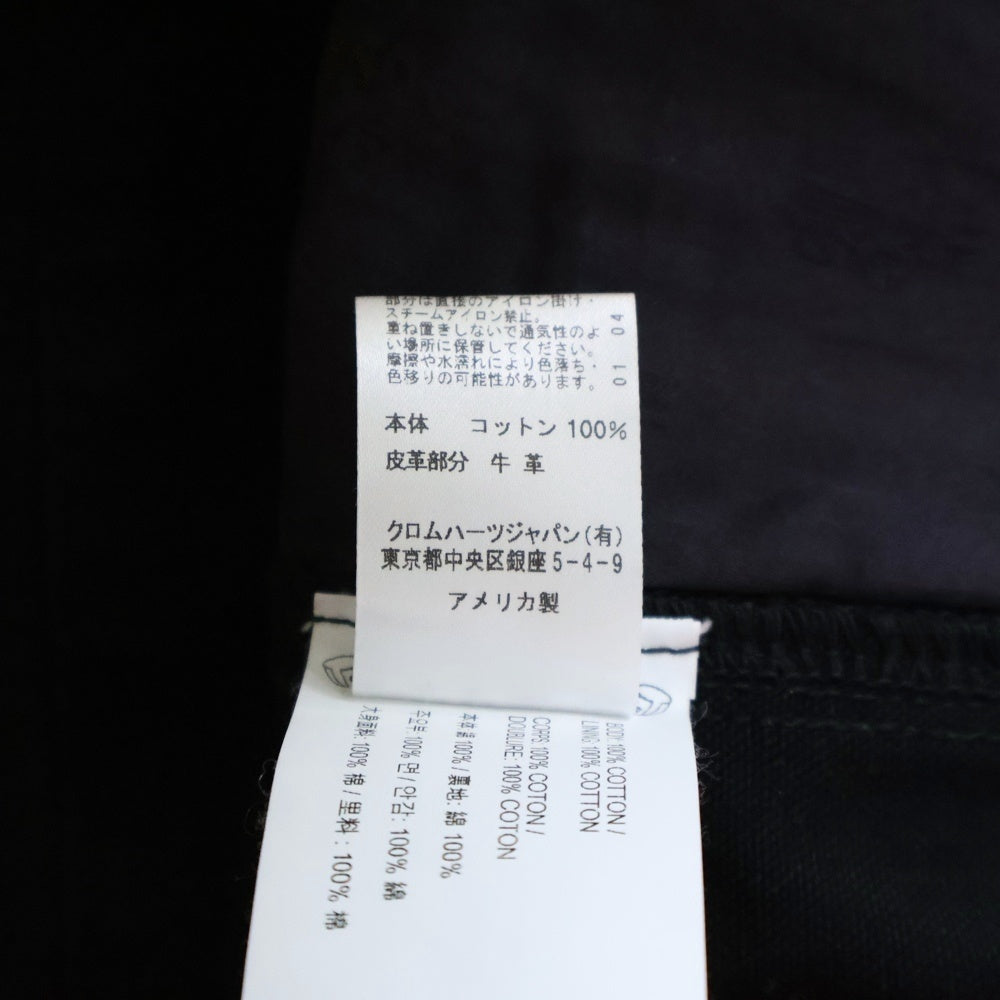 部分は直接のアイロン掛け・
スチームアイロン禁止。
重ね置きしないで通気性のよ
い場所に保管してください。
摩擦や水濡れにより色落ち・
色移りの可能性があります。
01 04
本体 コットン 100%
皮革部分 牛 革
クロムハーツジャパン(有)
東京都中央区銀座5-4-9
アメリカ製
BODY: 100% COTTON /
LINING: 100% COTTON
CORPS: 100% COTON /
DOUBLURE: 100% COTON
本体: 綿 100% / 裏地: 綿 100%
100% 면 / 안감: 100% 綿
大身面料: 100% 棉 / 里料: 100% 棉